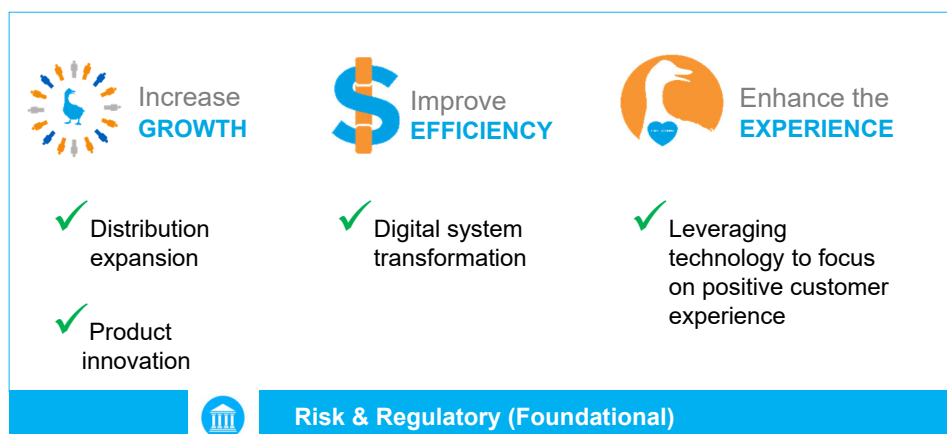 Increase
GROWTH
Improve
EFFICIENCY
Enhance the
EXPERIENCE
Distribution
expansion
Product
innovation
Digital system
transformation
Leveraging
technology to focus
on positive customer
experience
Risk & Regulatory (Foundational)